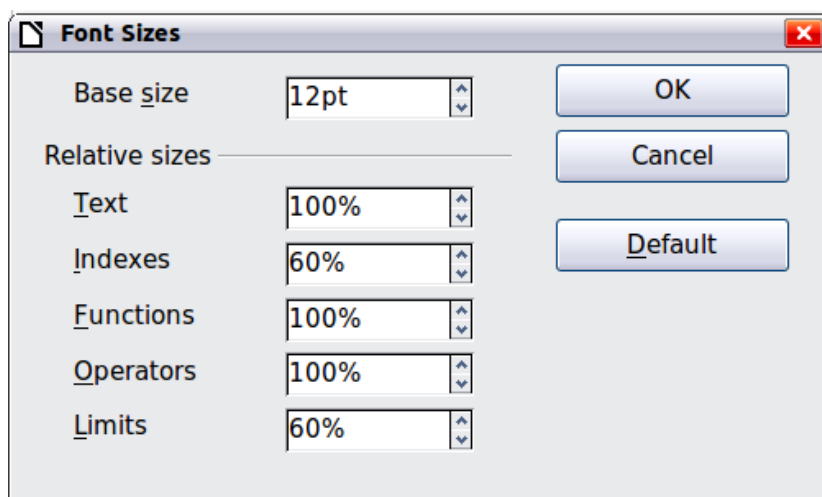 Font Sizes
Base size 12pt OK
Relative sizes Cancel
Text 100%
Default
Indexes 60%
Functions 100%
Operators 100%
Limits 60%